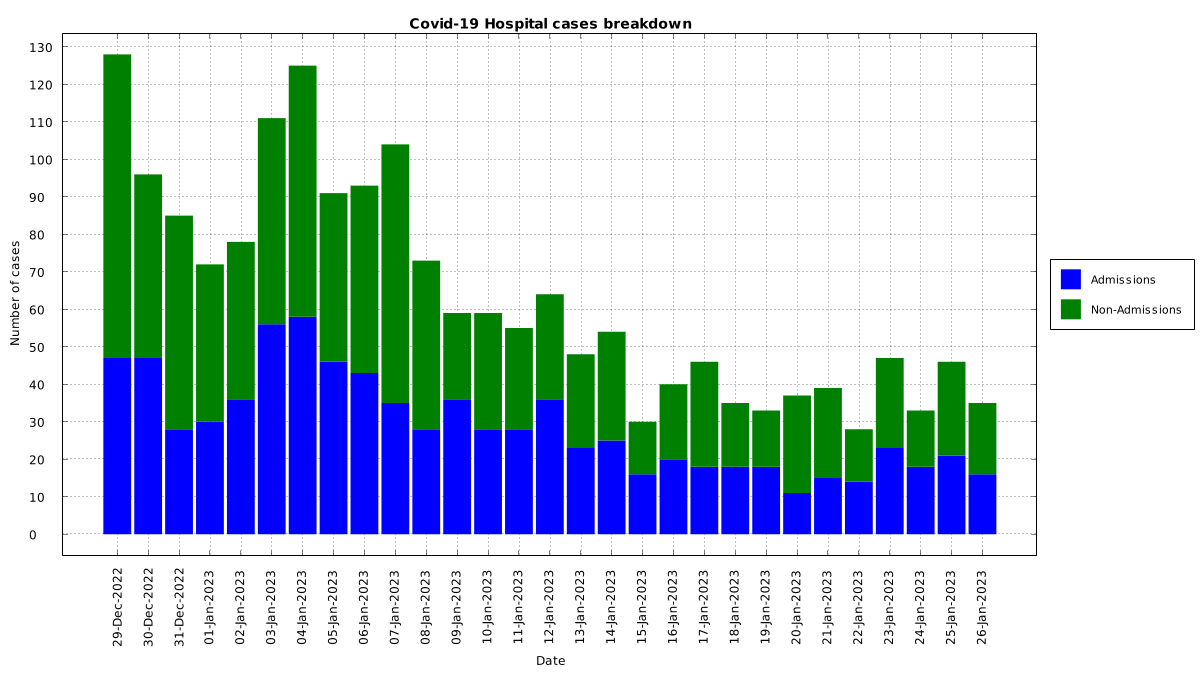 Covid-19 Hospital cases breakdown
130
120
110
100
90
80
70
60
50
40
30
20
10
0
Number of cases
29-Dec-2022
30-Dec-2022
31-Dec-2022
01-Jan-2023
02-Jan-2023
03-Jan-2023
04-Jan-2023
05-Jan-2023
06-Jan-2023
07-Jan-2023
08-Jan-2023
09-Jan-2023
10-Jan-2023
11-Jan-2023
12-Jan-2023
13-Jan-2023
14-Jan-2023
15-Jan-2023
16-Jan-2023
17-Jan-2023
18-Jan-2023
19-Jan-2023
20-Jan-2023
21-Jan-2023
22-Jan-2023
23-Jan-2023
24-Jan-2023
25-Jan-2023
26-Jan-2023
Date
Admissions
Non-Admissions